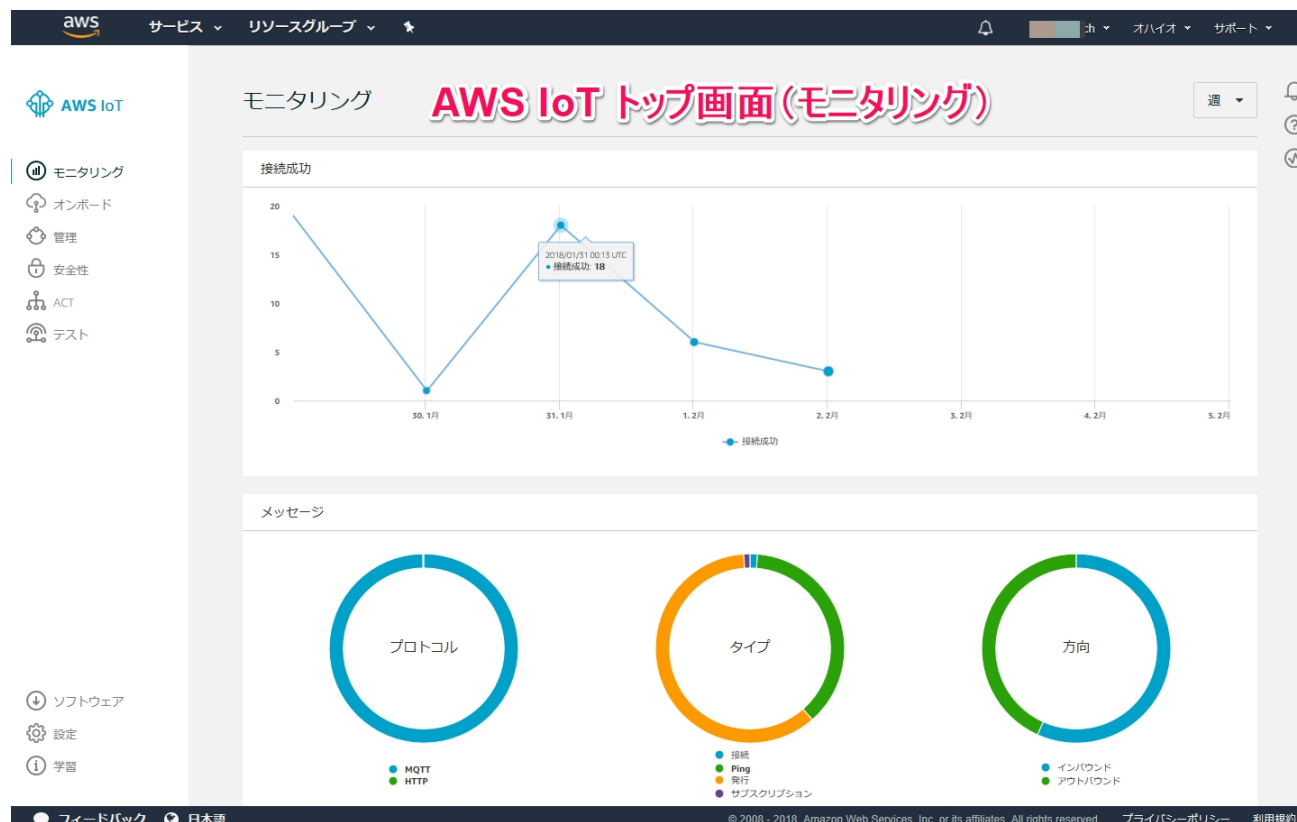 aws サービス リソースグループ ch オハイオ サポート
AWS IoT
モニタリング
オンボード
管理
安全性
ACT
テスト
ソフトウェア
設定
学習
モニタリング AWS IoT トップ画面(モニタリング) 週
接続成功
20
15
10
5
0
2018/01/31 00:13 UTC
接続成功: 18
30. 1月 31. 1月 1. 2月 2. 2月 3. 2月 4. 2月 5. 2月
接続成功
メッセージ
プロトコル
MQTT
HTTP
タイプ
接続
Ping
発行
サブスクリプション
方向
インバウンド
アウトバウンド
フィードバック 日本語 © 2008 - 2018, Amazon Web Services, Inc. or its affiliates. All rights reserved. プライバシーポリシー 利用規約